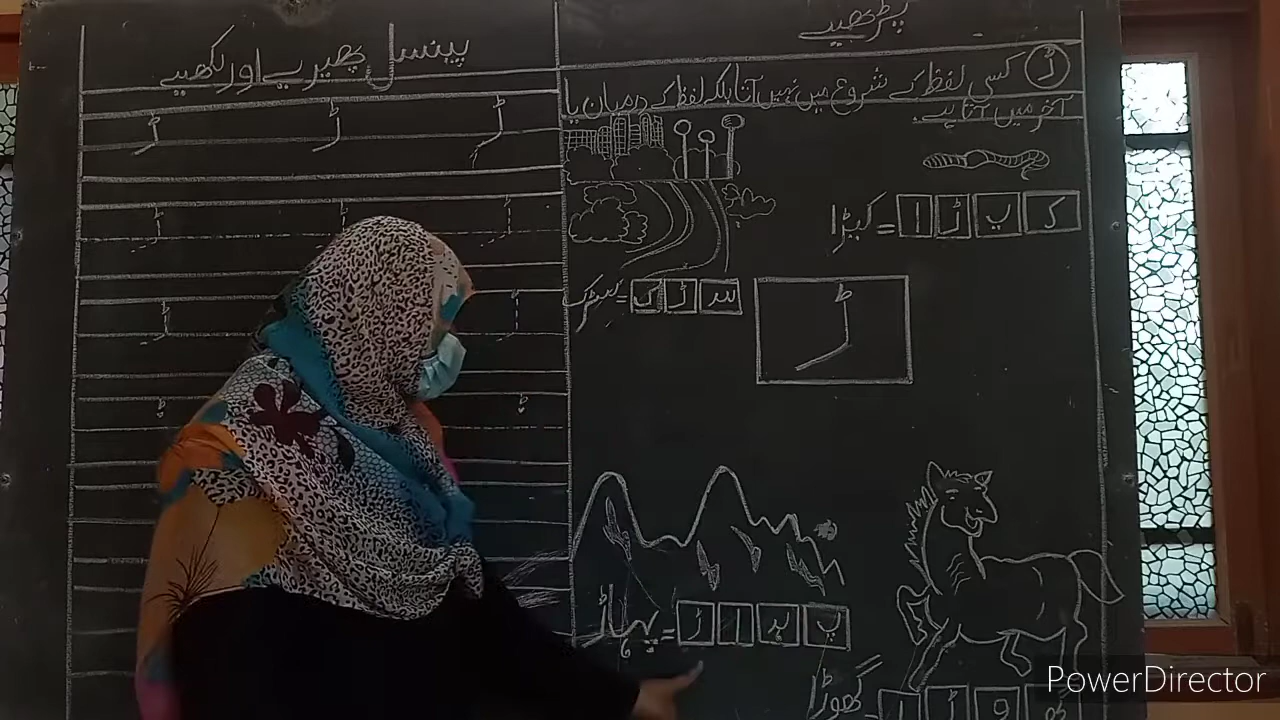 پڑھیے
ڑ کسی لفظ کے شروع میں نہیں آتا بلکہ لفظ کے درمیان یا
آخر میں آتا ہے۔
ک ی ڑ ا = کیڑا
س ڑ ک = سڑک
ڑ
پ ہ ا ڑ = پہاڑ
و ڑ ا = گھوڑا
پینسل پھیریے اور لکھیے
ڑ ڑ ڑ
ڑ ڑ ڑ
ڑ ڑ
PowerDirector